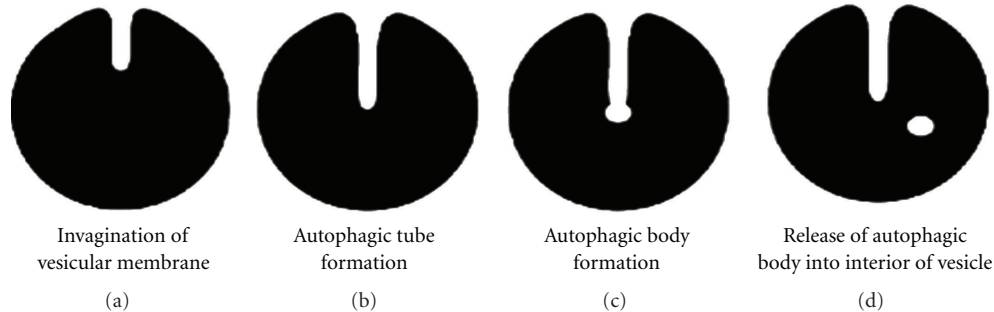 Invagination of
vesicular membrane
(a)
Autophagic tube
formation
(b)
Autophagic body
formation
(c)
Release of autophagic
body into interior of vesicle
(d)